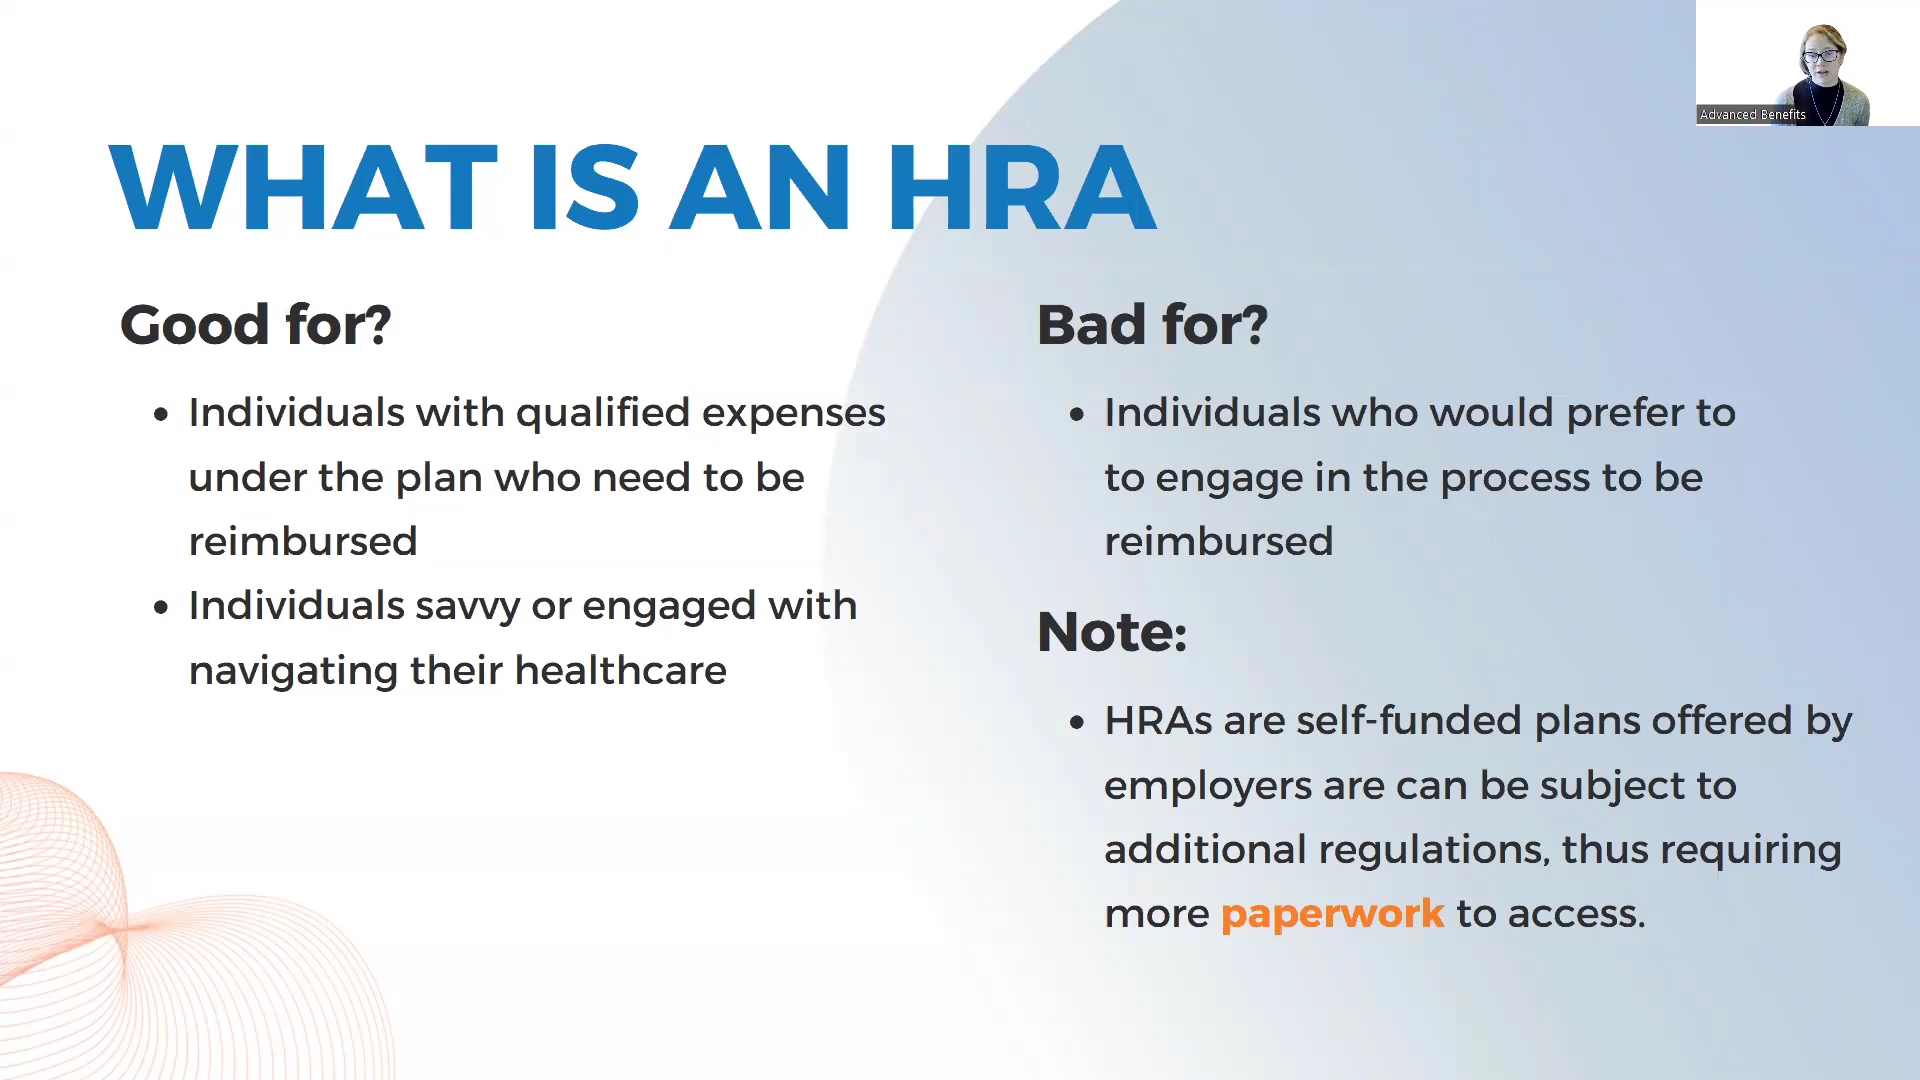 Advanced Benefits
WHAT IS AN HRA
Good for?
• Individuals with qualified expenses
under the plan who need to be
reimbursed
• Individuals savvy or engaged with
navigating their healthcare
Bad for?
• Individuals who would prefer to
to engage in the process to be
reimbursed
Note:
• HRAs are self-funded plans offered by
employers are can be subject to
additional regulations, thus requiring
more paperwork to access.